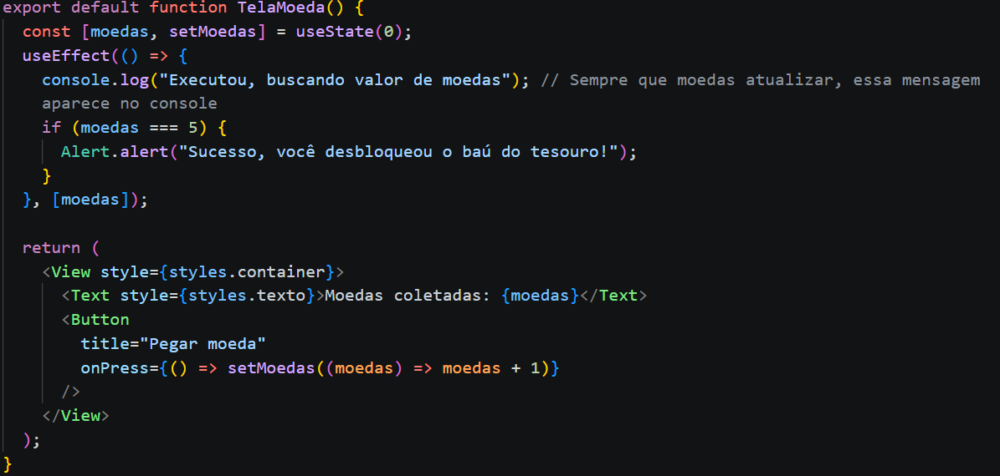 export default function TelaMoeda() {
  const [moedas, setMoedas] = useState(0);
  useEffect(() => {
    console.log("Executou, buscando valor de moedas"); // Sempre que moedas atualizar, essa mensagem
    aparece no console
    if (moedas === 5) {
      Alert.alert("Sucesso, você desbloqueou o baú do tesouro!");
    }
  }, [moedas]);

  return (
    <View style={styles.container}>
      <Text style={styles.texto}>Moedas coletadas: {moedas}</Text>
      <Button
        title="Pegar moeda"
        onPress={() => setMoedas((moedas) => moedas + 1)}
      />
    </View>
  );
}